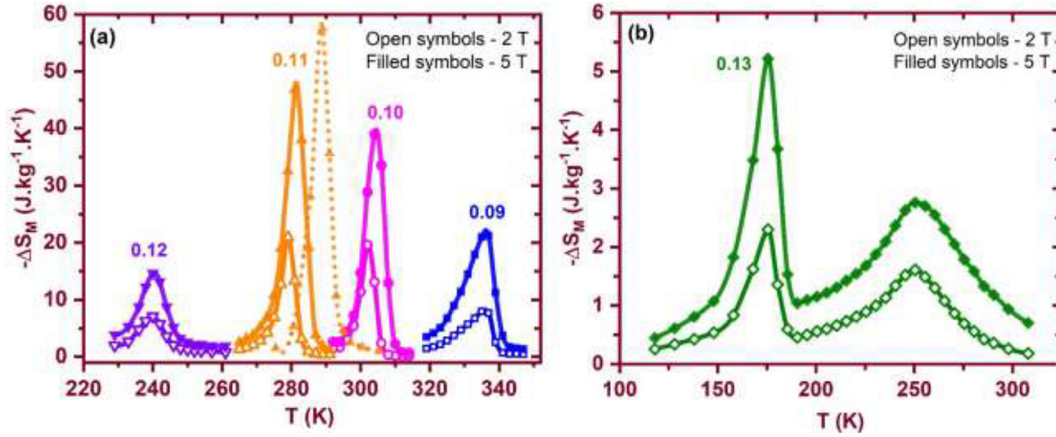 (a)
Open symbols - 2 T
Filled symbols - 5 T
0.11
0.10
0.09
0.12
60
50
40
30
20
10
0
-ΔS_M (J.kg⁻¹.K⁻¹)
220 240 260 280 300 320 340
T (K)
(b)
Open symbols - 2 T
Filled symbols - 5 T
0.13
6
5
4
3
2
1
0
-ΔS_M (J.kg⁻¹.K⁻¹)
100 150 200 250 300
T (K)